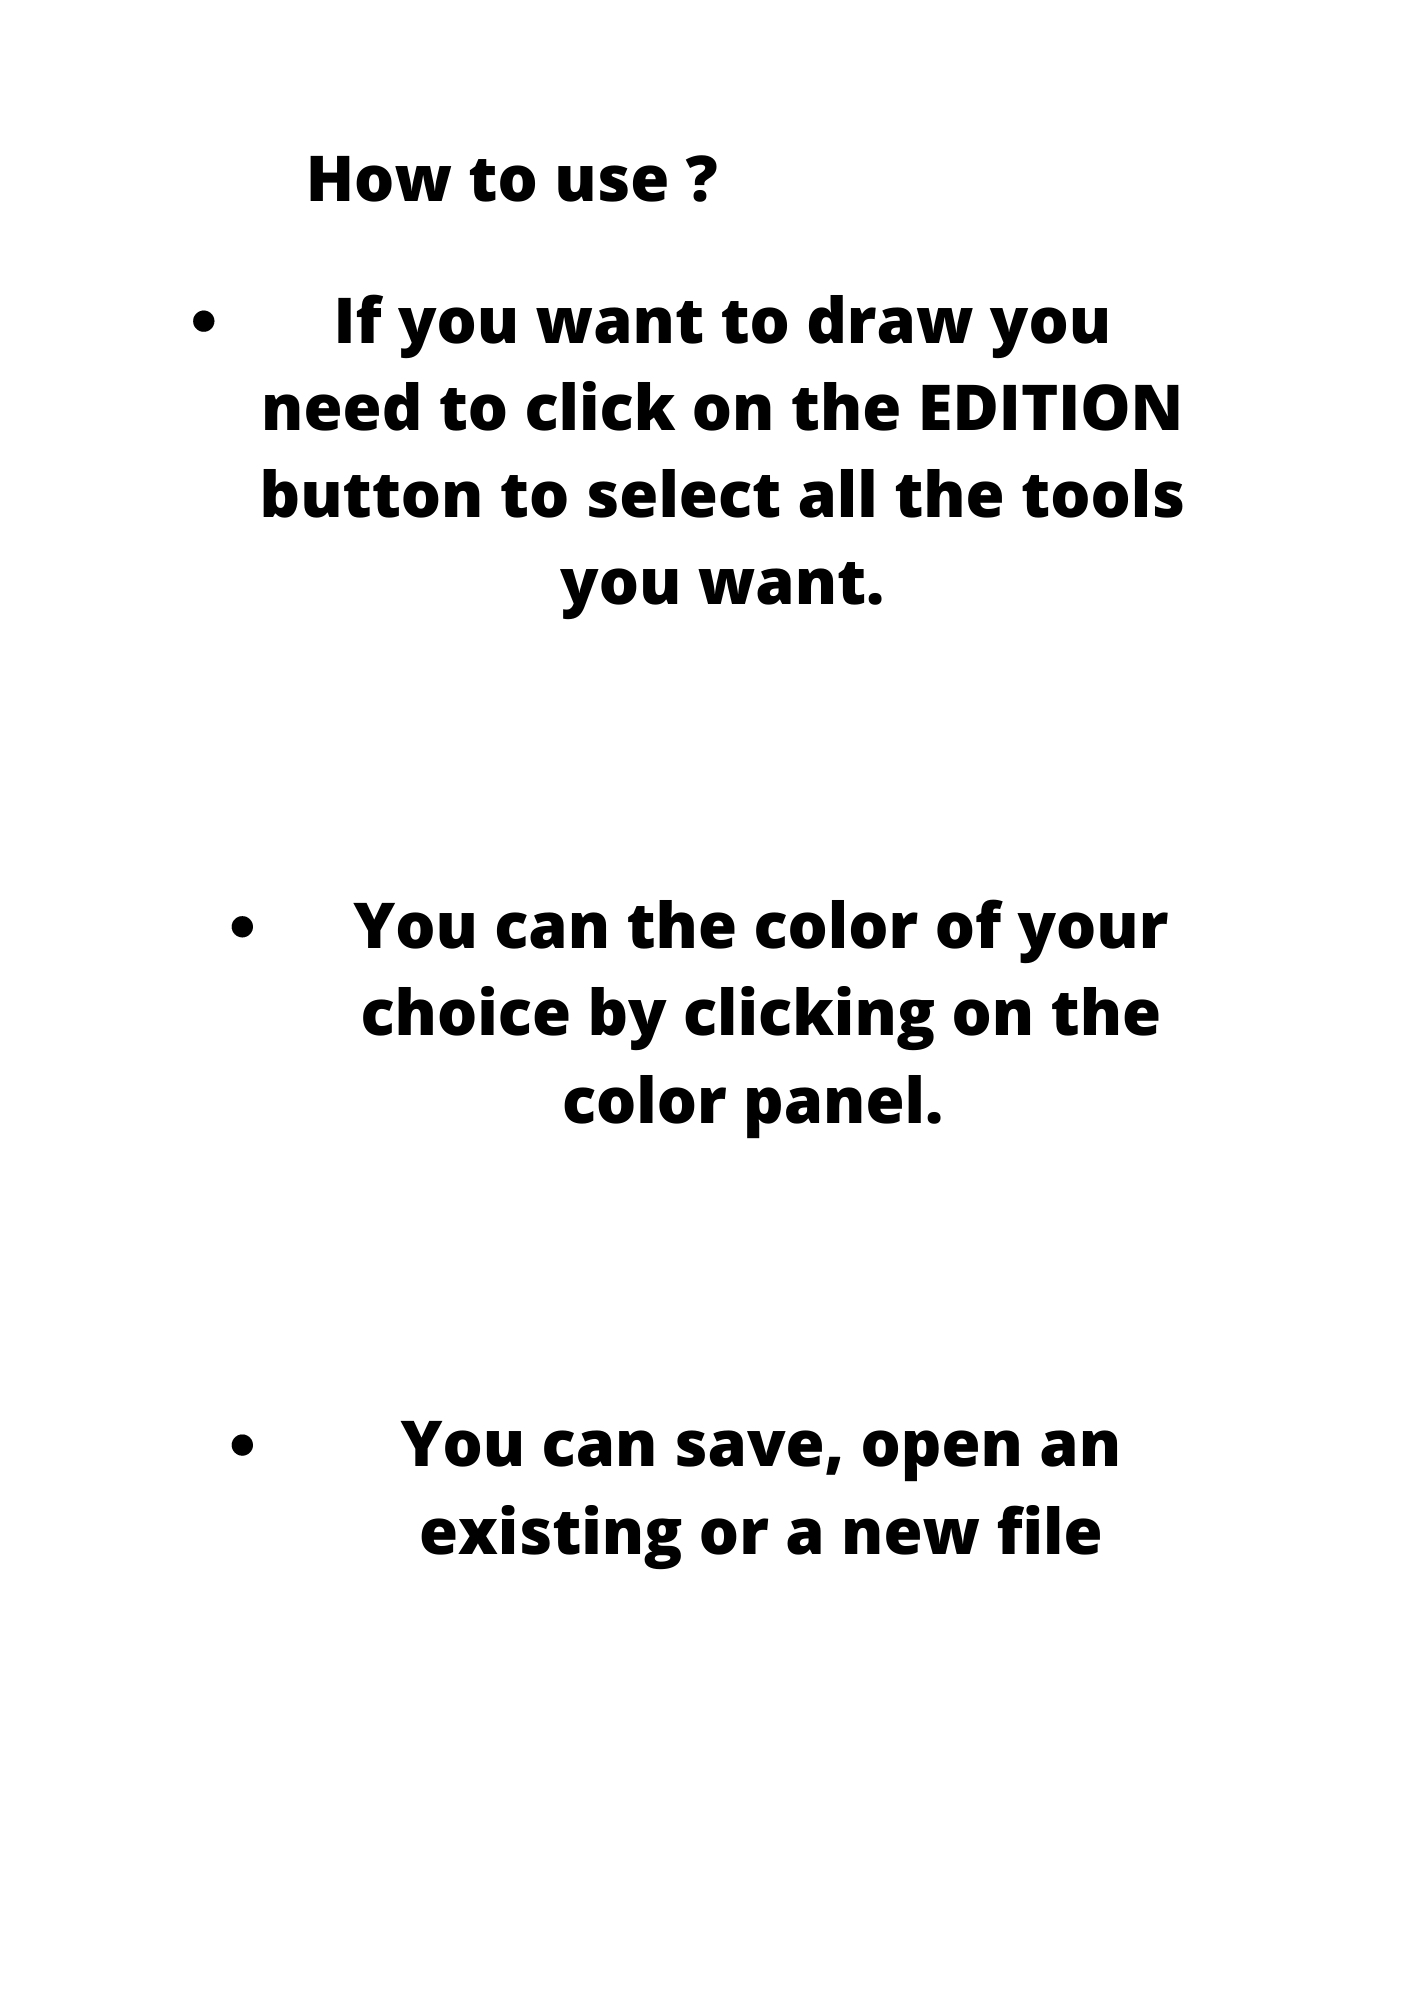 How to use ?
• If you want to draw you
need to click on the EDITION
button to select all the tools
you want.
• You can the color of your
choice by clicking on the
color panel.
• You can save, open an
existing or a new file